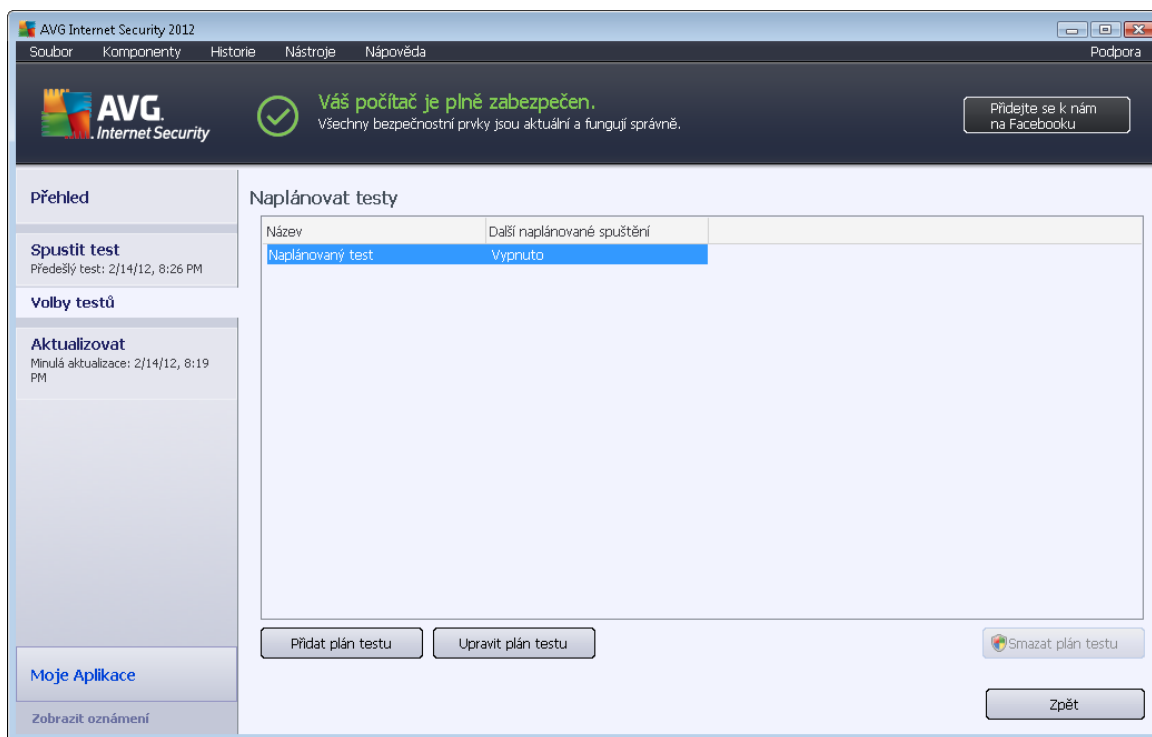 AVG Internet Security 2012
Soubor Komponenty Historie Nástroje Nápověda Podpora
AVG.
Internet Security
Váš počítač je plně zabezpečen.
Všechny bezpečnostní prvky jsou aktuální a fungují správně.
Přidejte se k nám
na Facebooku
Přehled
Spustit test
Předešlý test: 2/14/12, 8:26 PM
Volby testů
Aktualizovat
Minulá aktualizace: 2/14/12, 8:19
PM
Moje Aplikace
Zobrazit oznámení
Naplánovat testy
Název Další naplánované spuštění
Naplánovaný test Vypnuto
Přidat plán testu Upravit plán testu Smazat plán testu
Zpět